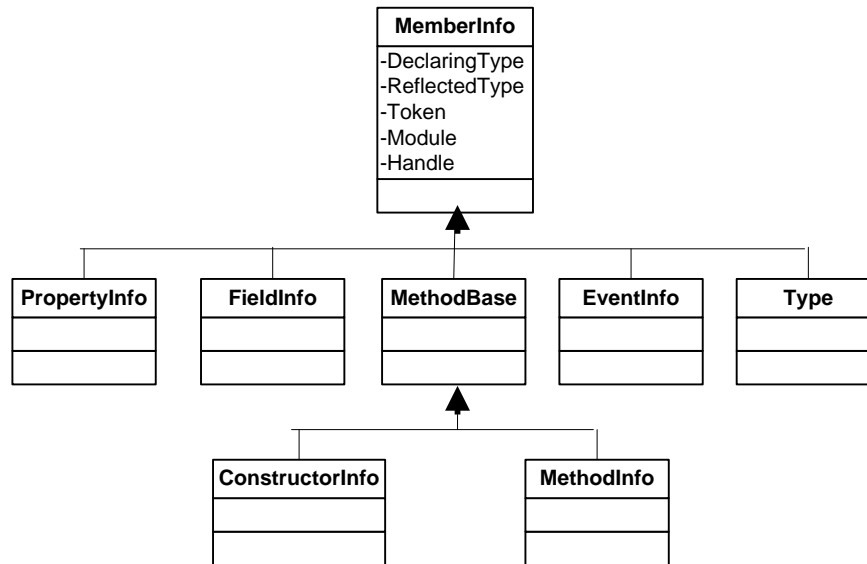 MemberInfo
-DeclaringType
-ReflectedType
-Token
-Module
-Handle
PropertyInfo
FieldInfo
MethodBase
EventInfo
Type
ConstructorInfo
MethodInfo